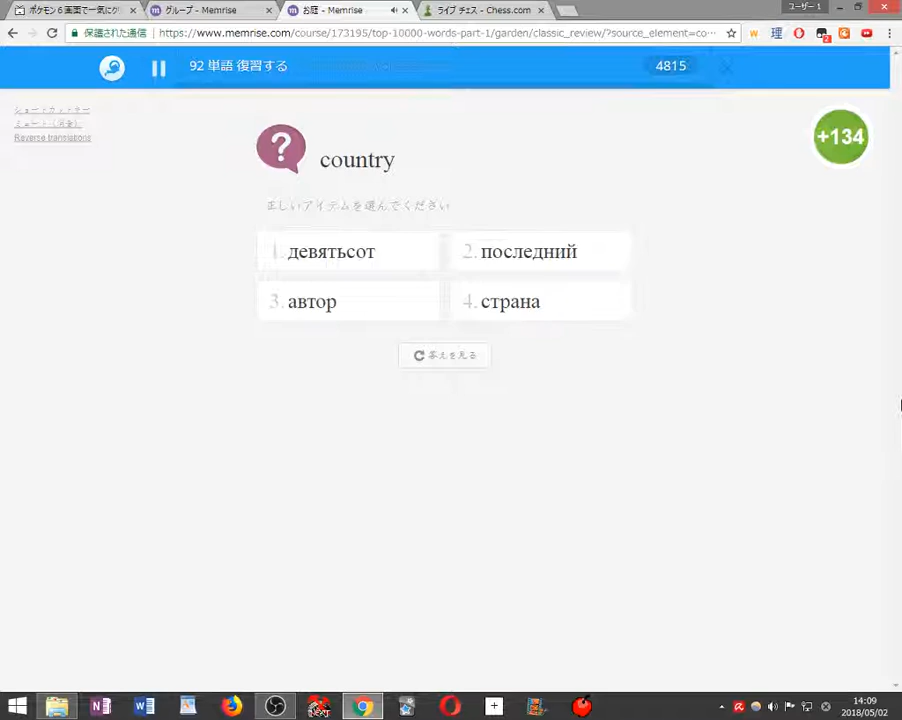 ポケモン6画面で一気にク
グループ - Memrise
お庭 - Memrise
ライブ チェス - Chess.com
ユーザー 1
保護された通信
https://www.memrise.com/course/173195/top-10000-words-part-1/garden/classic_review/?source_element=co…
92 単語 復習する
4815
Reverse translations
+134
?
country
正しいアイテムを選んでください
1. девятьсот
2. последний
3. автор
4. страна
答えを見る
14:09
2018/05/02